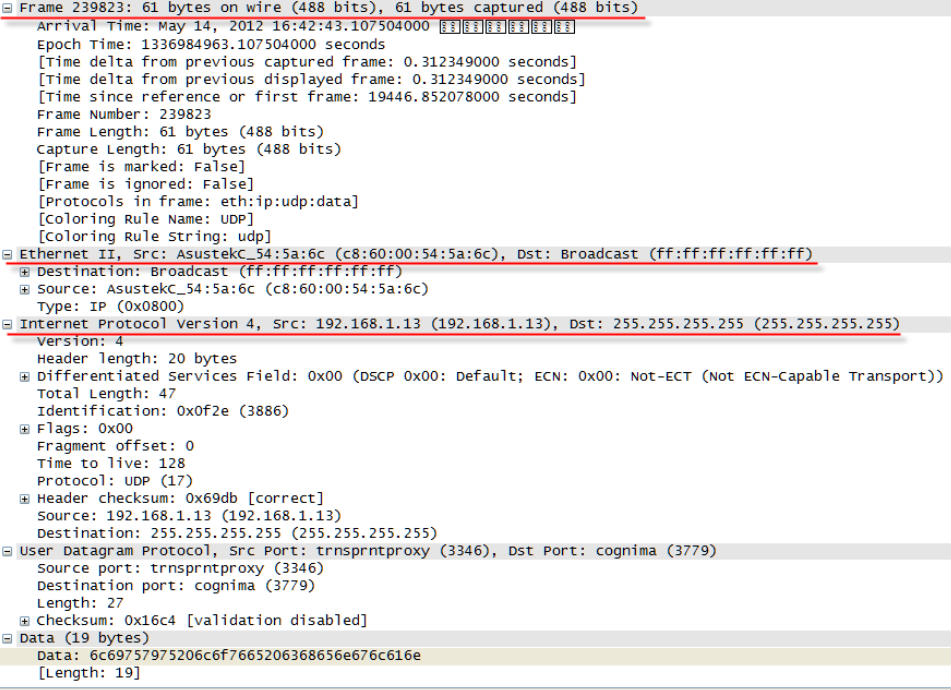 Frame 239823: 61 bytes on wire (488 bits), 61 bytes captured (488 bits)
Arrival Time: May 14, 2012 16:42:43.107504000
Epoch Time: 1336984963.107504000 seconds
[Time delta from previous captured frame: 0.312349000 seconds]
[Time delta from previous displayed frame: 0.312349000 seconds]
[Time since reference or first frame: 19446.852078000 seconds]
Frame Number: 239823
Frame Length: 61 bytes (488 bits)
Capture Length: 61 bytes (488 bits)
[Frame is marked: False]
[Frame is ignored: False]
[Protocols in frame: eth:ip:udp:data]
[Coloring Rule Name: UDP]
[Coloring Rule String: udp]
Ethernet II, Src: AsustekC_54:5a:6c (c8:60:00:54:5a:6c), Dst: Broadcast (ff:ff:ff:ff:ff:ff)
Destination: Broadcast (ff:ff:ff:ff:ff:ff)
Source: AsustekC_54:5a:6c (c8:60:00:54:5a:6c)
Type: IP (0x0800)
Internet Protocol Version 4, Src: 192.168.1.13 (192.168.1.13), Dst: 255.255.255.255 (255.255.255.255)
Version: 4
Header length: 20 bytes
Differentiated Services Field: 0x00 (DSCP 0x00: Default; ECN: 0x00: Not-ECT (Not ECN-Capable Transport))
Total Length: 47
Identification: 0x0f2e (3886)
Flags: 0x00
Fragment offset: 0
Time to live: 128
Protocol: UDP (17)
Header checksum: 0x69db [correct]
Source: 192.168.1.13 (192.168.1.13)
Destination: 255.255.255.255 (255.255.255.255)
User Datagram Protocol, Src Port: trnsprntproxy (3346), Dst Port: cognima (3779)
Source port: trnsprntproxy (3346)
Destination port: cognima (3779)
Length: 27
Checksum: 0x16c4 [validation disabled]
Data (19 bytes)
Data: 6c69757975206c6f7665206368656e676c616e
[Length: 19]